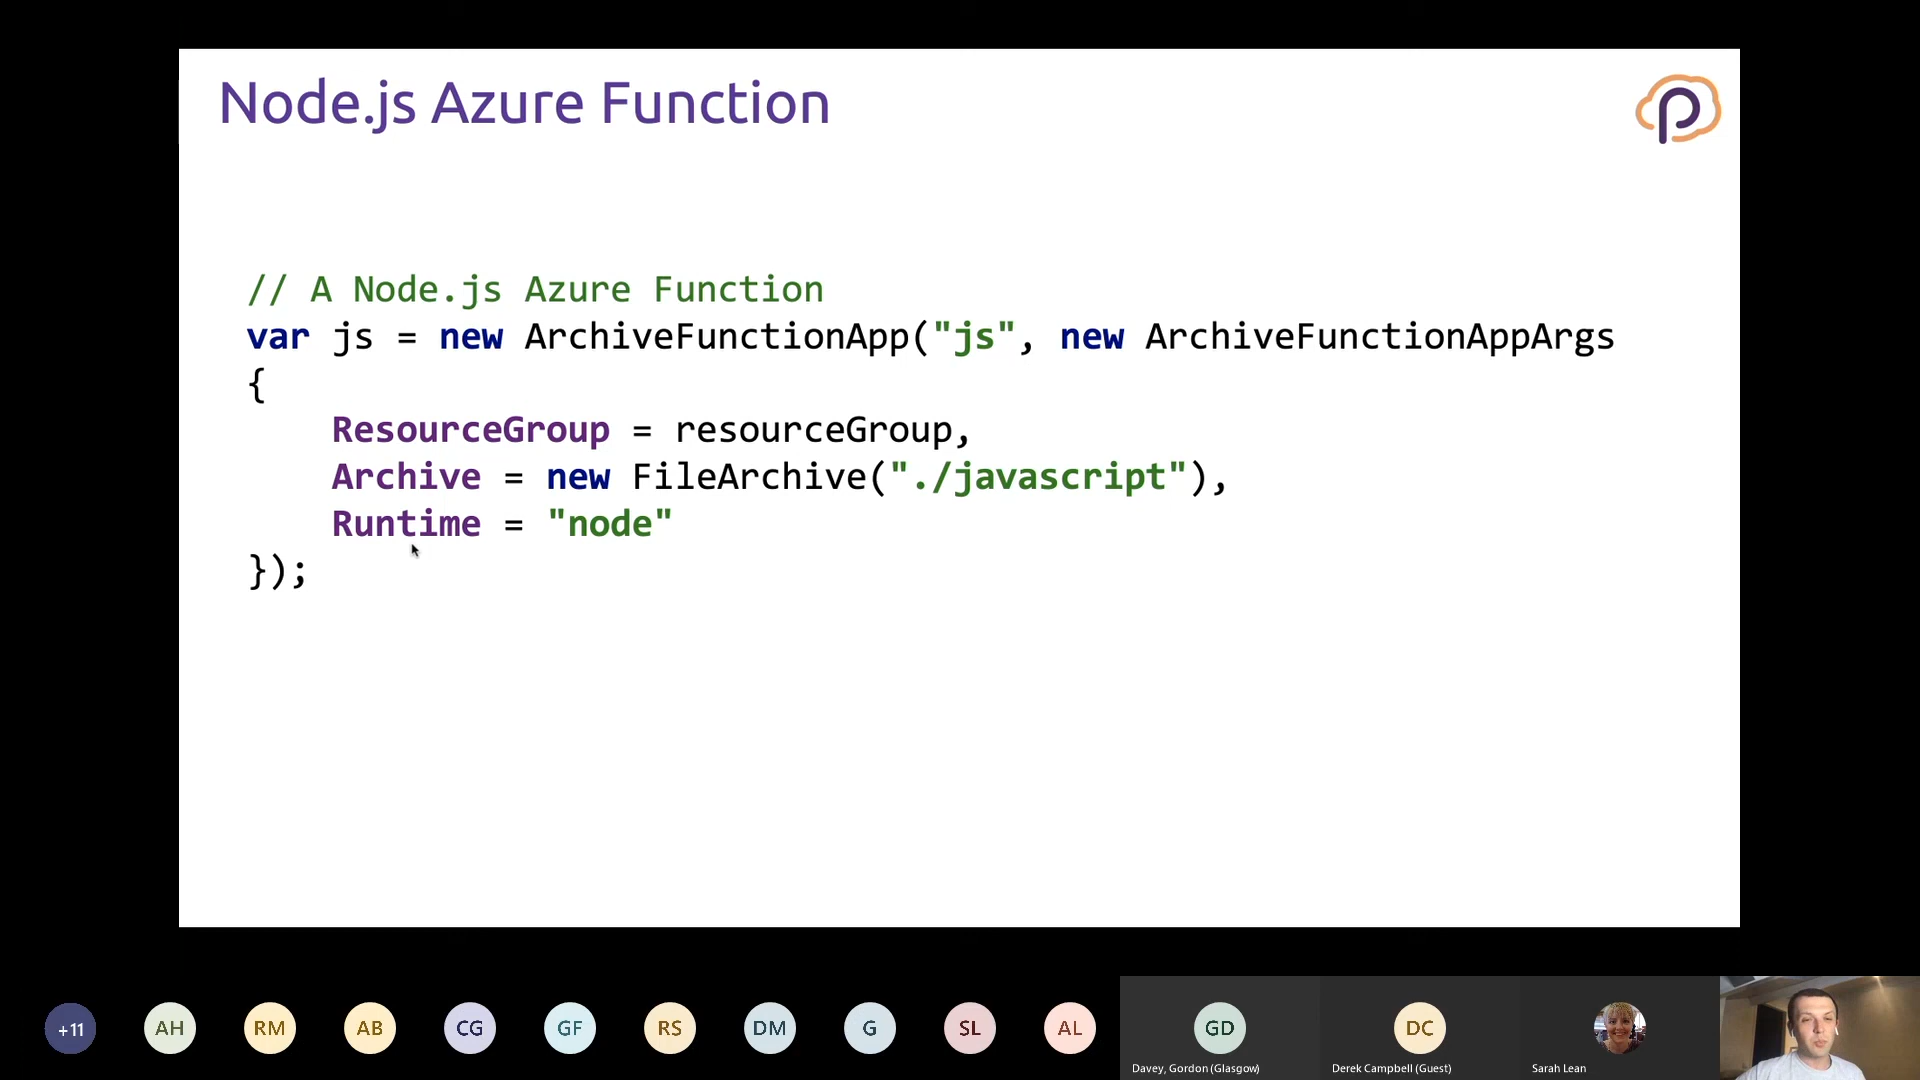 Node.js Azure Function
// A Node.js Azure Function
var js = new ArchiveFunctionApp("js", new ArchiveFunctionAppArgs
{
    ResourceGroup = resourceGroup,
    Archive = new FileArchive("./javascript"),
    Runtime = "node"
});
+11
AH
RM
AB
CG
GF
RS
DM
G
SL
AL
GD
DC
Davey, Gordon (Glasgow)
Derek Campbell (Guest)
Sarah Lean